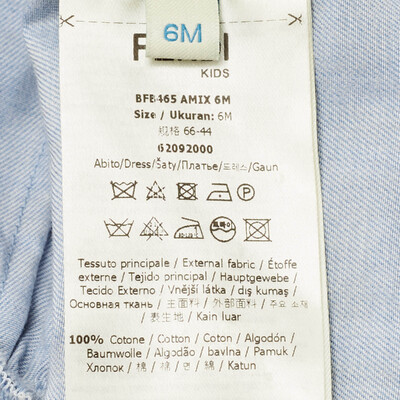 6M
KIDS
BFB465 AMIX 6M
Size / Ukuran: 6M
规格 66-44
62092000
Abito/Dress/Šaty/Платье/드레스/Gaun
P
Tessuto principale / External fabric / Étoffe
externe / Tejido principal / Hauptgewebe /
Tecido Externo / Vnější látka / dış kumaş /
Основная ткань / 主面料 / 外部面料 / 주요 소재
/ 表生地 / Kain luar
100% Cotone / Cotton / Coton / Algodón /
Baumwolle / Algodão / bavlna / Pamuk /
Хлопок / 棉 / 棉 / 면 / 綿 / Katun